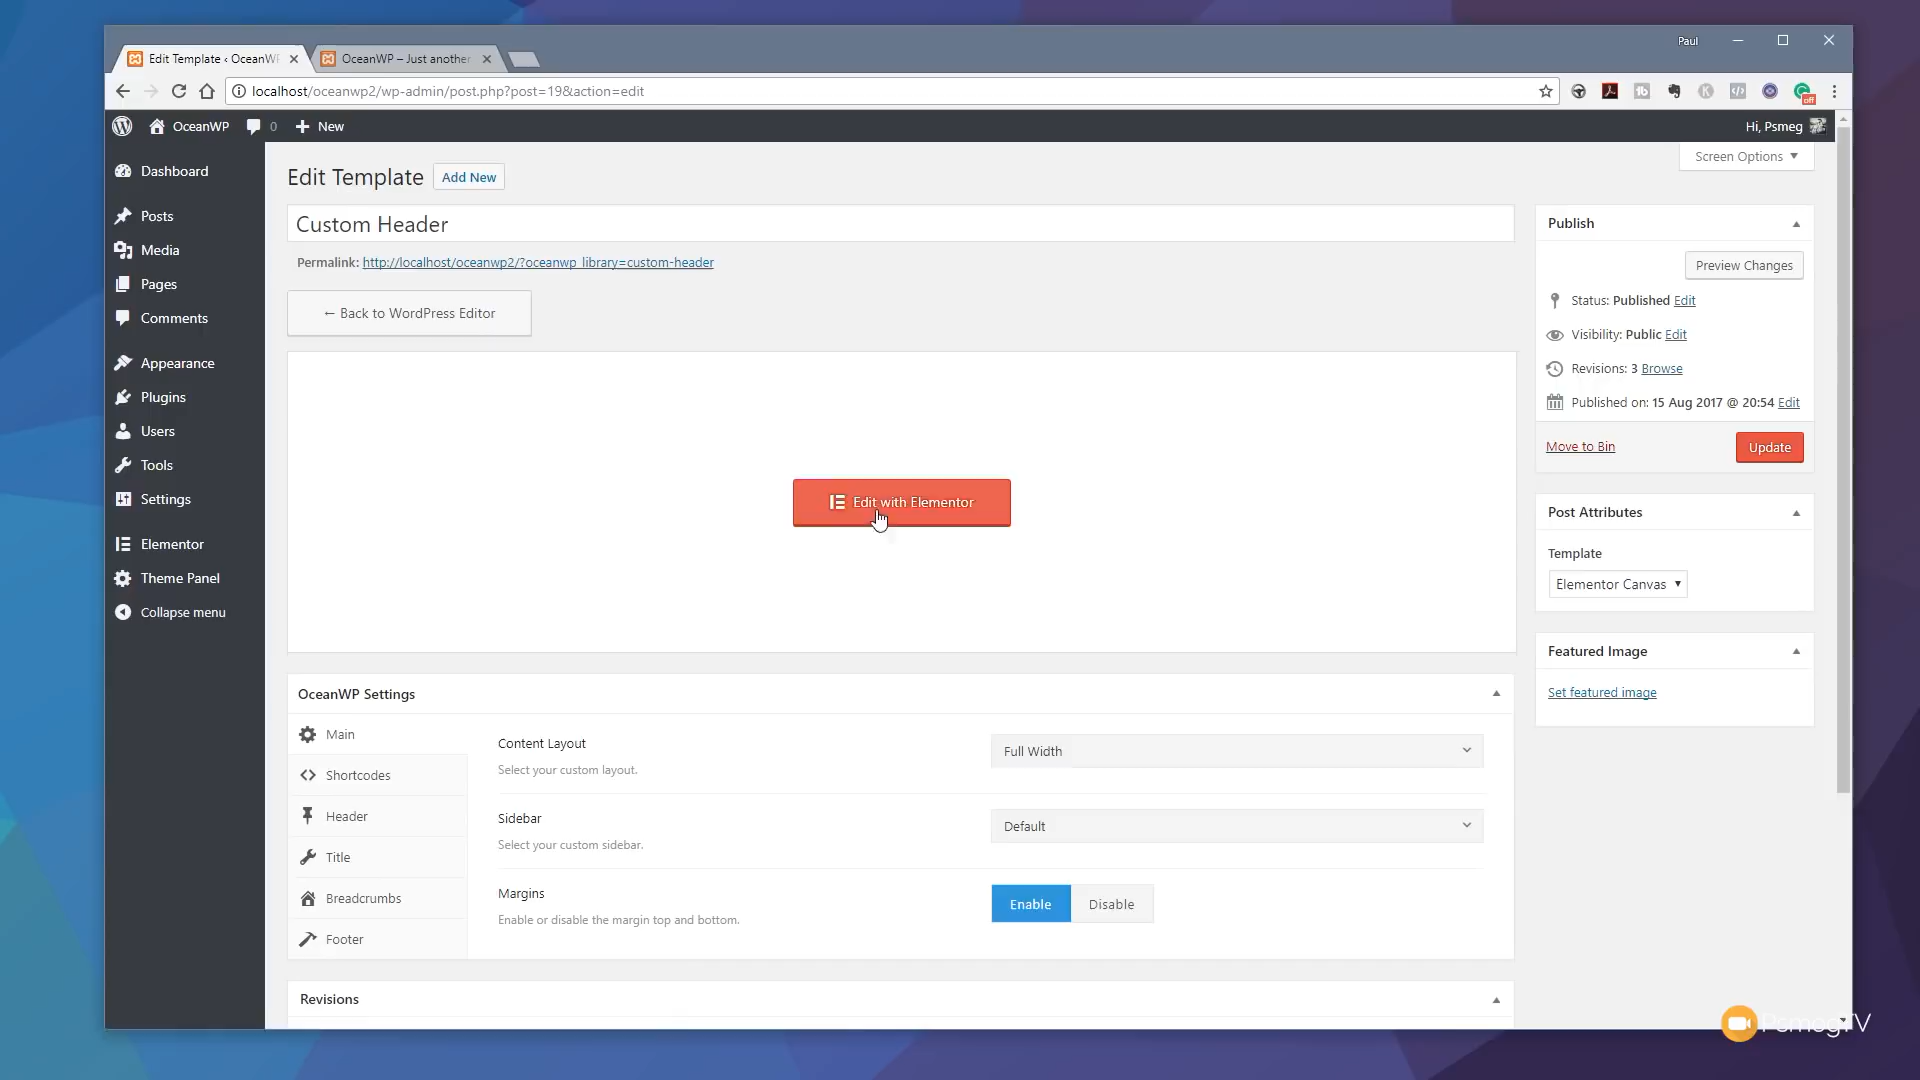 Paul
Edit Template ‹ OceanWP
OceanWP – Just another
localhost/oceanwp2/wp-admin/post.php?post=19&action=edit
off
OceanWP
0
New
Hi, Psmeg
Screen Options
Dashboard
Posts
Media
Pages
Comments
Appearance
Plugins
Users
Tools
Settings
Elementor
Theme Panel
Collapse menu
Edit Template
Add New
Custom Header
Permalink: http://localhost/oceanwp2/?oceanwp_library=custom-header
← Back to WordPress Editor
Edit with Elementor
OceanWP Settings
Main
Shortcodes
Header
Title
Breadcrumbs
Footer
Content Layout
Select your custom layout.
Full Width
Sidebar
Select your custom sidebar.
Default
Margins
Enable or disable the margin top and bottom.
Enable
Disable
Revisions
Publish
Preview Changes
Status: Published Edit
Visibility: Public Edit
Revisions: 3 Browse
Published on: 15 Aug 2017 @ 20:54 Edit
Move to Bin
Update
Post Attributes
Template
Elementor Canvas
Featured Image
Set featured image
PsmegTV